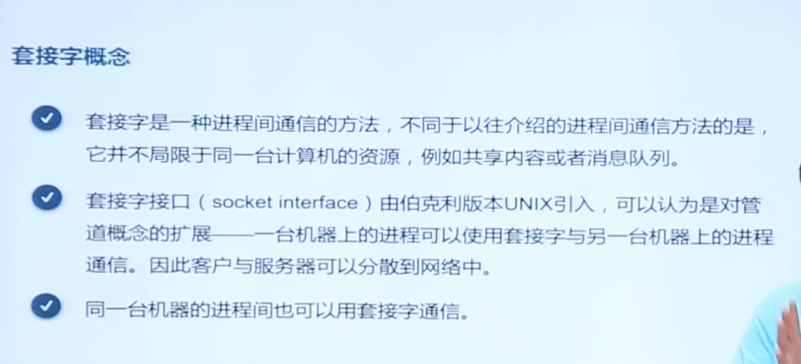 套接字概念
套接字是一种进程间通信的方法，不同于以往介绍的进程间通信方法的是，
它并不局限于同一台计算机的资源，例如共享内容或者消息队列。
套接字接口（socket interface）由伯克利版本UNIX引入，可以认为是对管
道概念的扩展——一台机器上的进程可以使用套接字与另一台机器上的进程
通信。因此客户与服务器可以分散到网络中。
同一台机器的进程间也可以用套接字通信。